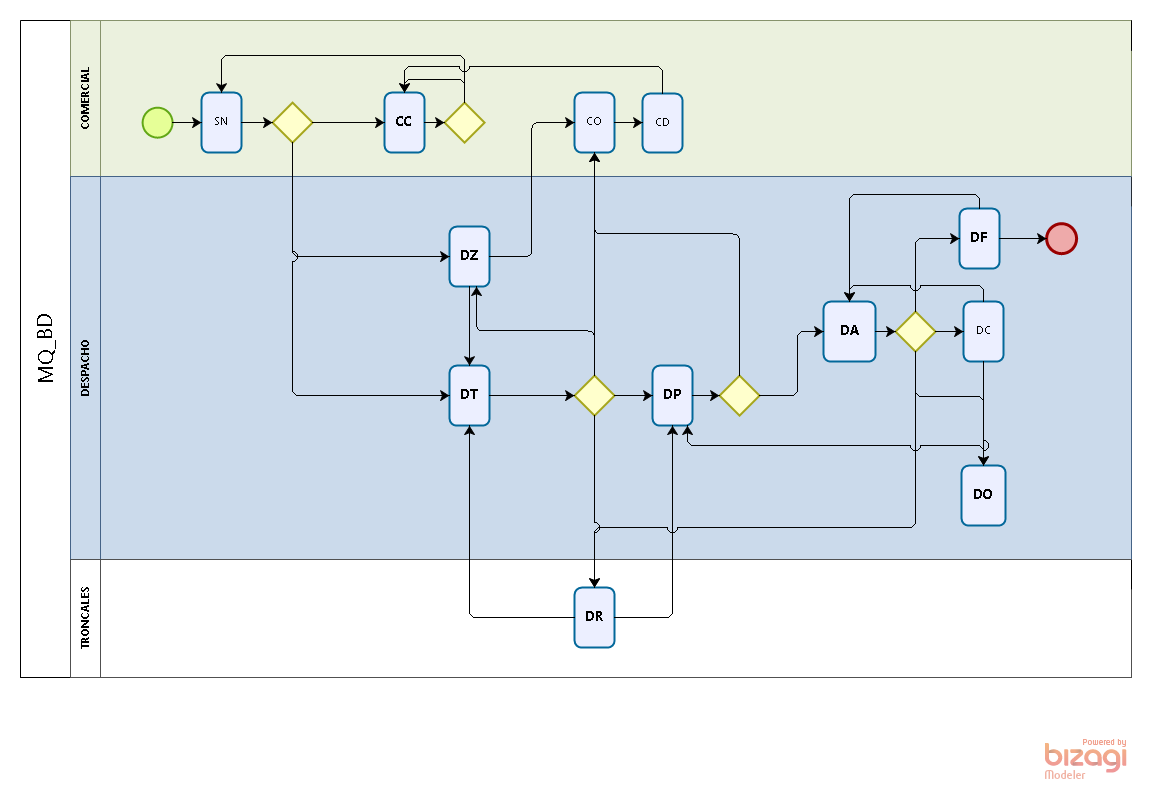 MQ_BD
COMERCIAL
SN
CC
CO
CD
DESPACHO
DZ
DF
DA
DC
DT
DP
DO
TRONCALES
DR
Powered by
bizagi
Modeler